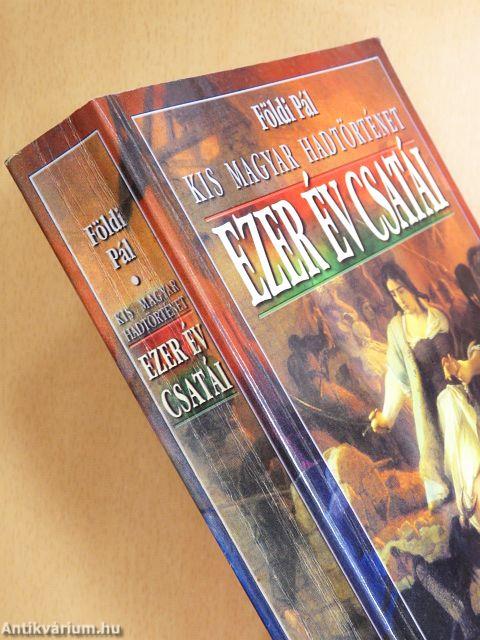 Földi Pál
KIS MAGYAR HADTÖRTÉNET
EZER ÉV CSATÁI
Földi
Pál
•
KIS MAGYAR
HADTÖRTÉNET
EZER ÉV
CSATÁI
Antikvárium.hu